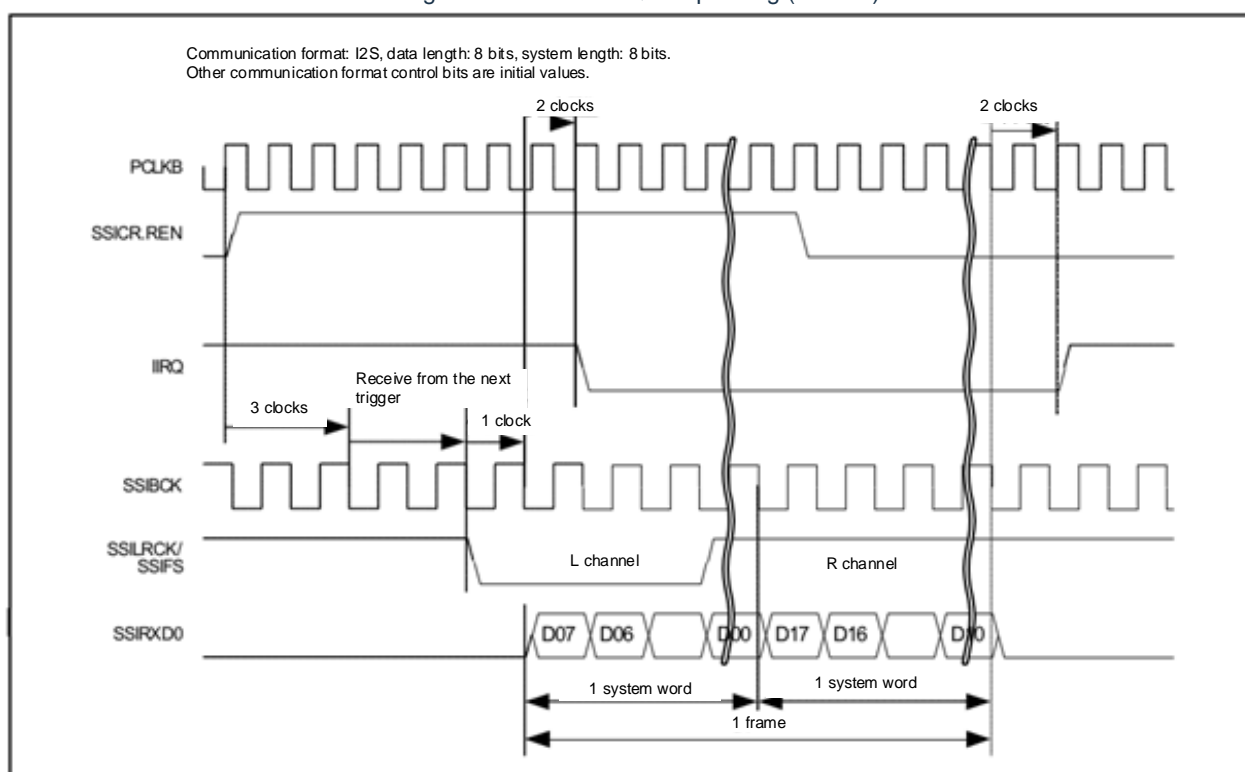 Communication format: I2S, data length: 8 bits, system length: 8 bits.
Other communication format control bits are initial values.
2 clocks
2 clocks
PCLKB
SSICR.REN
IIRQ
Receive from the next
trigger
3 clocks
1 clock
SSIBCK
SSILRCK/
SSIFS
L channel
R channel
SSIRXD0
D07
D06
D00
D17
D16
D10
1 system word
1 system word
1 frame